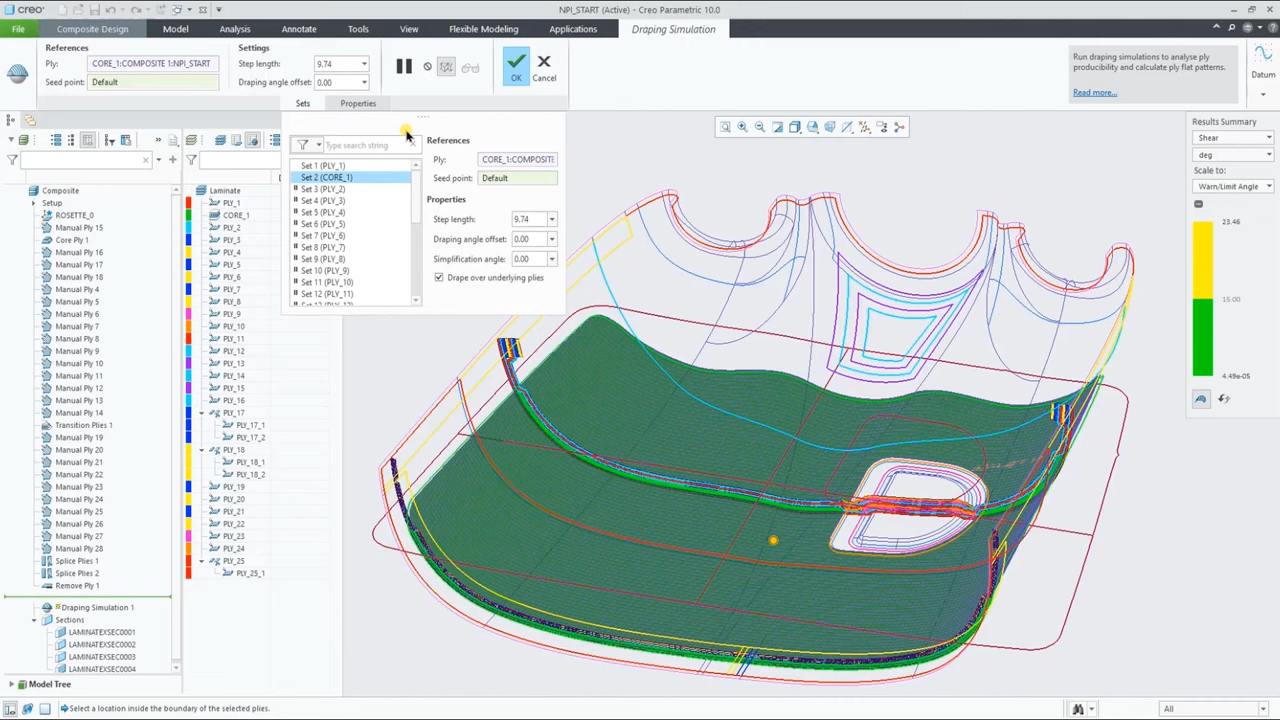 creo
NPI_START (Active) - Creo Parametric 10.0
File
Composite Design
Model
Analysis
Annotate
Tools
View
Flexible Modeling
Applications
Draping Simulation
References
Ply:
CORE_1:COMPOSITE 1:NPI_START
Seed point:
Default
Settings
Step length:
9.74
Draping angle offset:
0.00
OK
Cancel
Run draping simulations to analyse ply
producibility and calculate ply flat patterns.
Read more...
Datum
Sets
Properties
Type search string
Set 1 (PLY_1)
Set 2 (CORE_1)
Set 3 (PLY_2)
Set 4 (PLY_3)
Set 5 (PLY_4)
Set 6 (PLY_5)
Set 7 (PLY_6)
Set 8 (PLY_7)
Set 9 (PLY_8)
Set 10 (PLY_9)
Set 11 (PLY_10)
Set 12 (PLY_11)
References
Ply:
CORE_1:COMPOSITE
Seed point:
Default
Properties
Step length:
9.74
Draping angle offset:
0.00
Simplification angle:
0.00
Drape over underlying plies
Composite
Setup
ROSETTE_0
Manual Ply 15
Core Ply 1
Manual Ply 16
Manual Ply 17
Manual Ply 18
Manual Ply 4
Manual Ply 5
Manual Ply 6
Manual Ply 7
Manual Ply 8
Manual Ply 9
Manual Ply 10
Manual Ply 11
Manual Ply 12
Manual Ply 13
Manual Ply 14
Transition Plies 1
Manual Ply 19
Manual Ply 20
Manual Ply 21
Manual Ply 22
Manual Ply 23
Manual Ply 24
Manual Ply 25
Manual Ply 26
Manual Ply 27
Manual Ply 28
Splice Plies 1
Splice Plies 2
Remove Ply 1
Draping Simulation 1
Sections
LAMINATEXSEC0001
LAMINATEXSEC0002
LAMINATEXSEC0003
LAMINATEXSEC0004
Model Tree
Laminate
PLY_1
CORE_1
PLY_2
PLY_3
PLY_4
PLY_5
PLY_6
PLY_7
PLY_8
PLY_9
PLY_10
PLY_11
PLY_12
PLY_13
PLY_14
PLY_15
PLY_16
PLY_17
PLY_17_1
PLY_17_2
PLY_18
PLY_18_1
PLY_18_2
PLY_19
PLY_20
PLY_21
PLY_22
PLY_23
PLY_24
PLY_25
PLY_25_1
Results Summary
Shear
deg
Scale to:
Warn/Limit Angle
23.46
15.00
4.49e-05
Select a location inside the boundary of the selected plies.
All